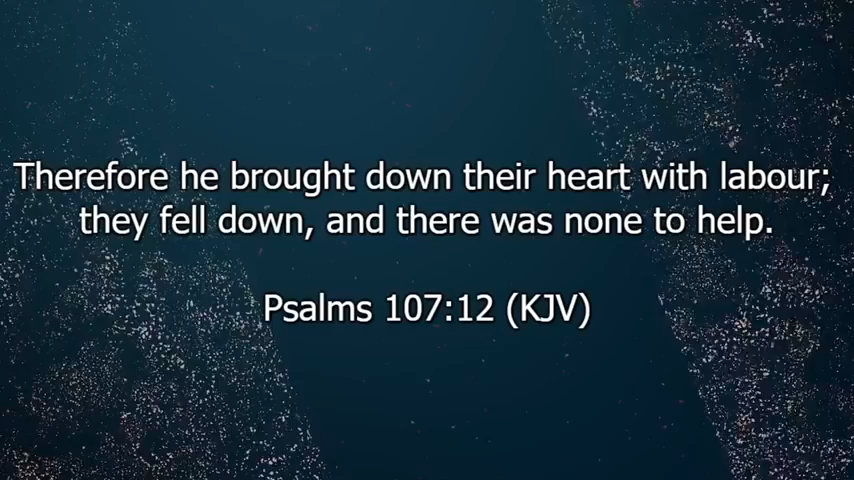 Therefore he brought down their heart with labour;
they fell down, and there was none to help.
Psalms 107:12 (KJV)